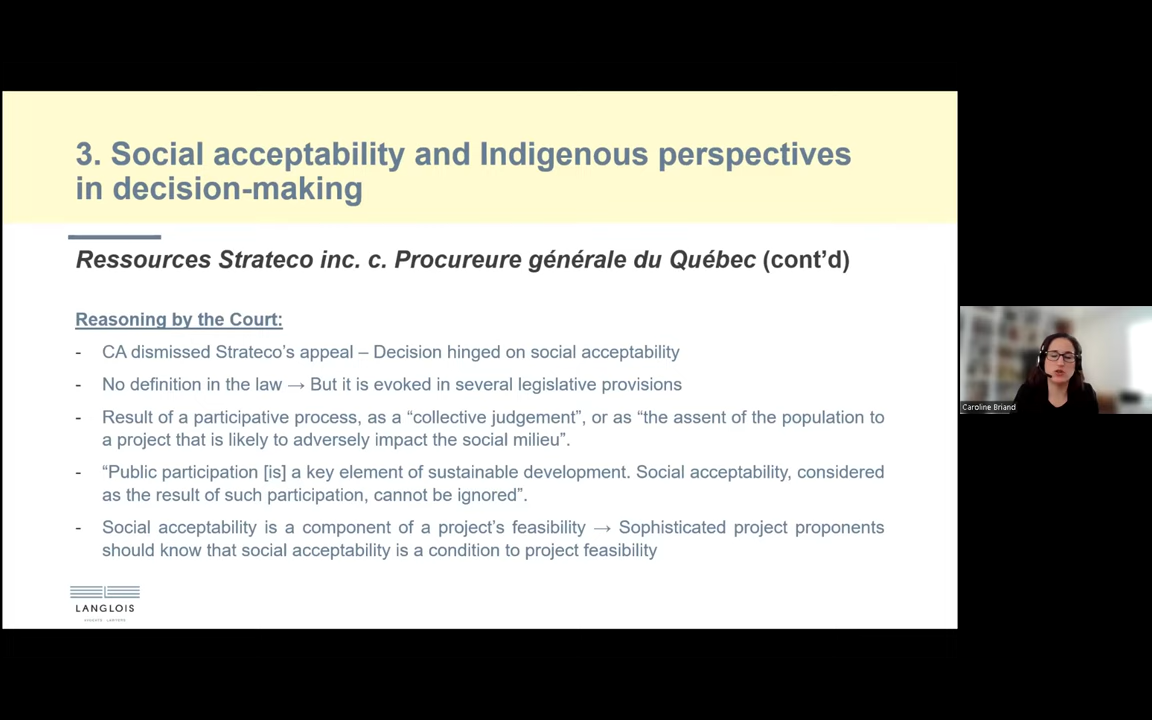 3. Social acceptability and Indigenous perspectives
in decision-making
Ressources Strateco inc. c. Procureure générale du Québec (cont’d)
Reasoning by the Court:
- CA dismissed Strateco’s appeal – Decision hinged on social acceptability
- No definition in the law → But it is evoked in several legislative provisions
- Result of a participative process, as a “collective judgement”, or as “the assent of the population to
a project that is likely to adversely impact the social milieu”.
- “Public participation [is] a key element of sustainable development. Social acceptability, considered
as the result of such participation, cannot be ignored”.
- Social acceptability is a component of a project’s feasibility → Sophisticated project proponents
should know that social acceptability is a condition to project feasibility
LANGLOIS
Caroline Briand